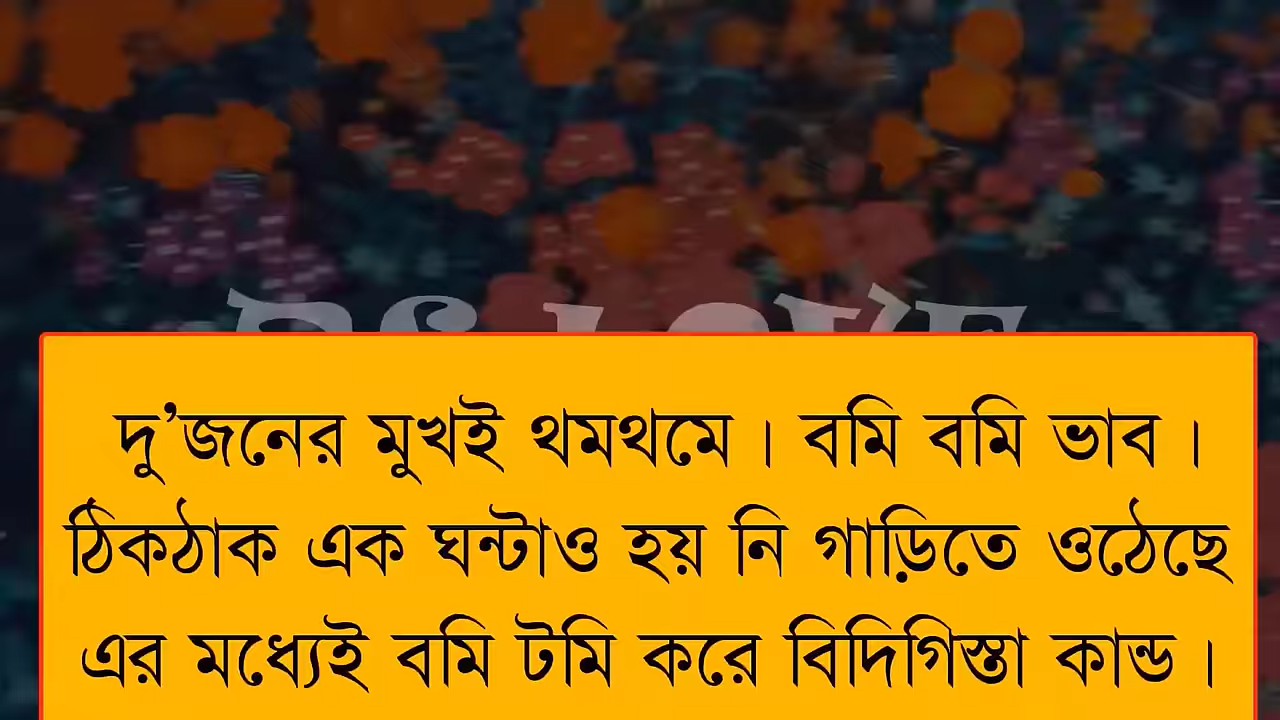 দু’জনের মুখই থমথমে। বমি বমি ভাব।
ঠিকঠাক এক ঘন্টাও হয় নি গাড়িতে ওঠেছে
এর মধ্যেই বমি টমি করে বিদিগিস্তা কান্ড।